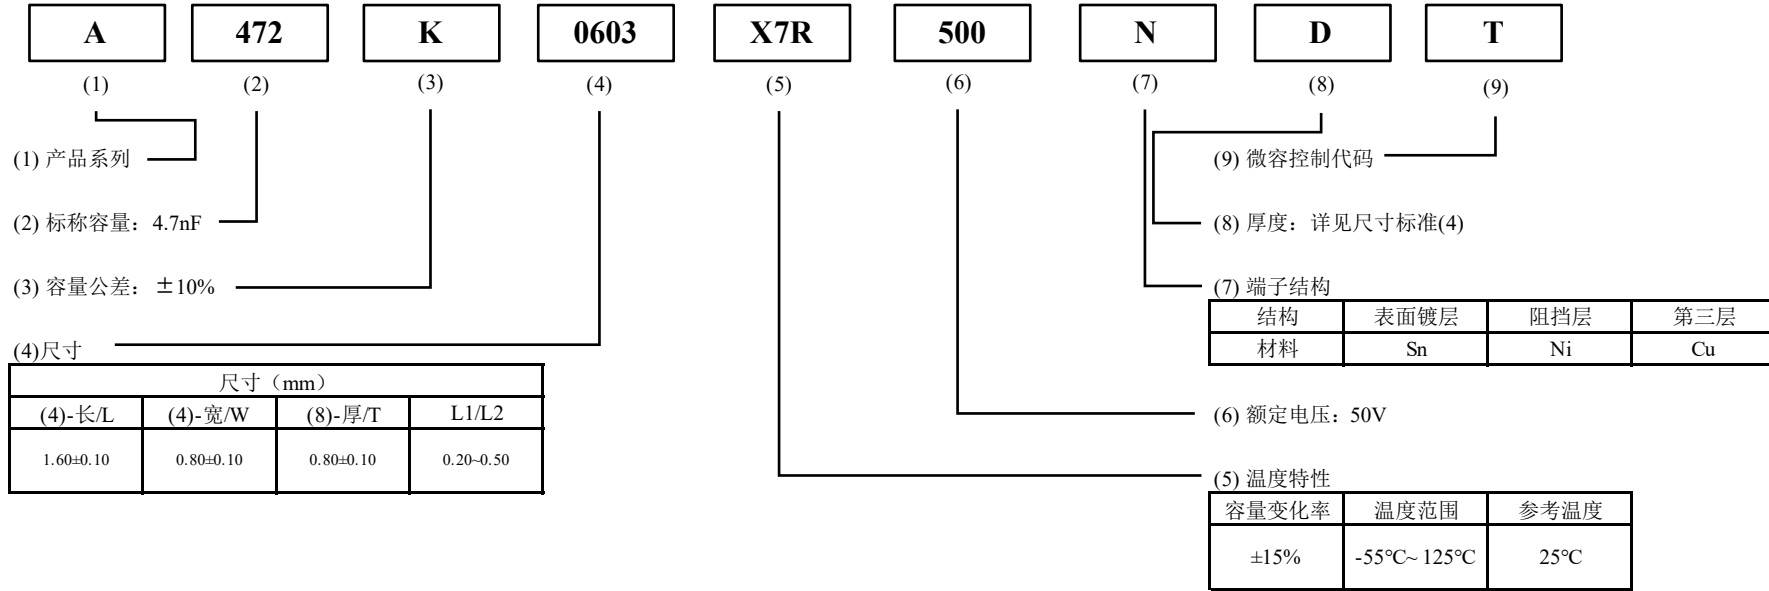 A 472 K 0603 X7R 500 N D T
(1) (2) (3) (4) (5) (6) (7) (8) (9)
(1) 产品系列
(2) 标称容量：4.7nF
(3) 容量公差：±10%
(4)尺寸
尺寸（mm）
(4)-长/L (4)-宽/W (8)-厚/T L1/L2
1.60±0.10 0.80±0.10 0.80±0.10 0.20~0.50
(9) 微容控制代码
(8) 厚度：详见尺寸标准(4)
(7) 端子结构
结构 表面镀层 阻挡层 第三层
材料 Sn Ni Cu
(6) 额定电压：50V
(5) 温度特性
容量变化率 温度范围 参考温度
±15% -55℃~125℃ 25℃